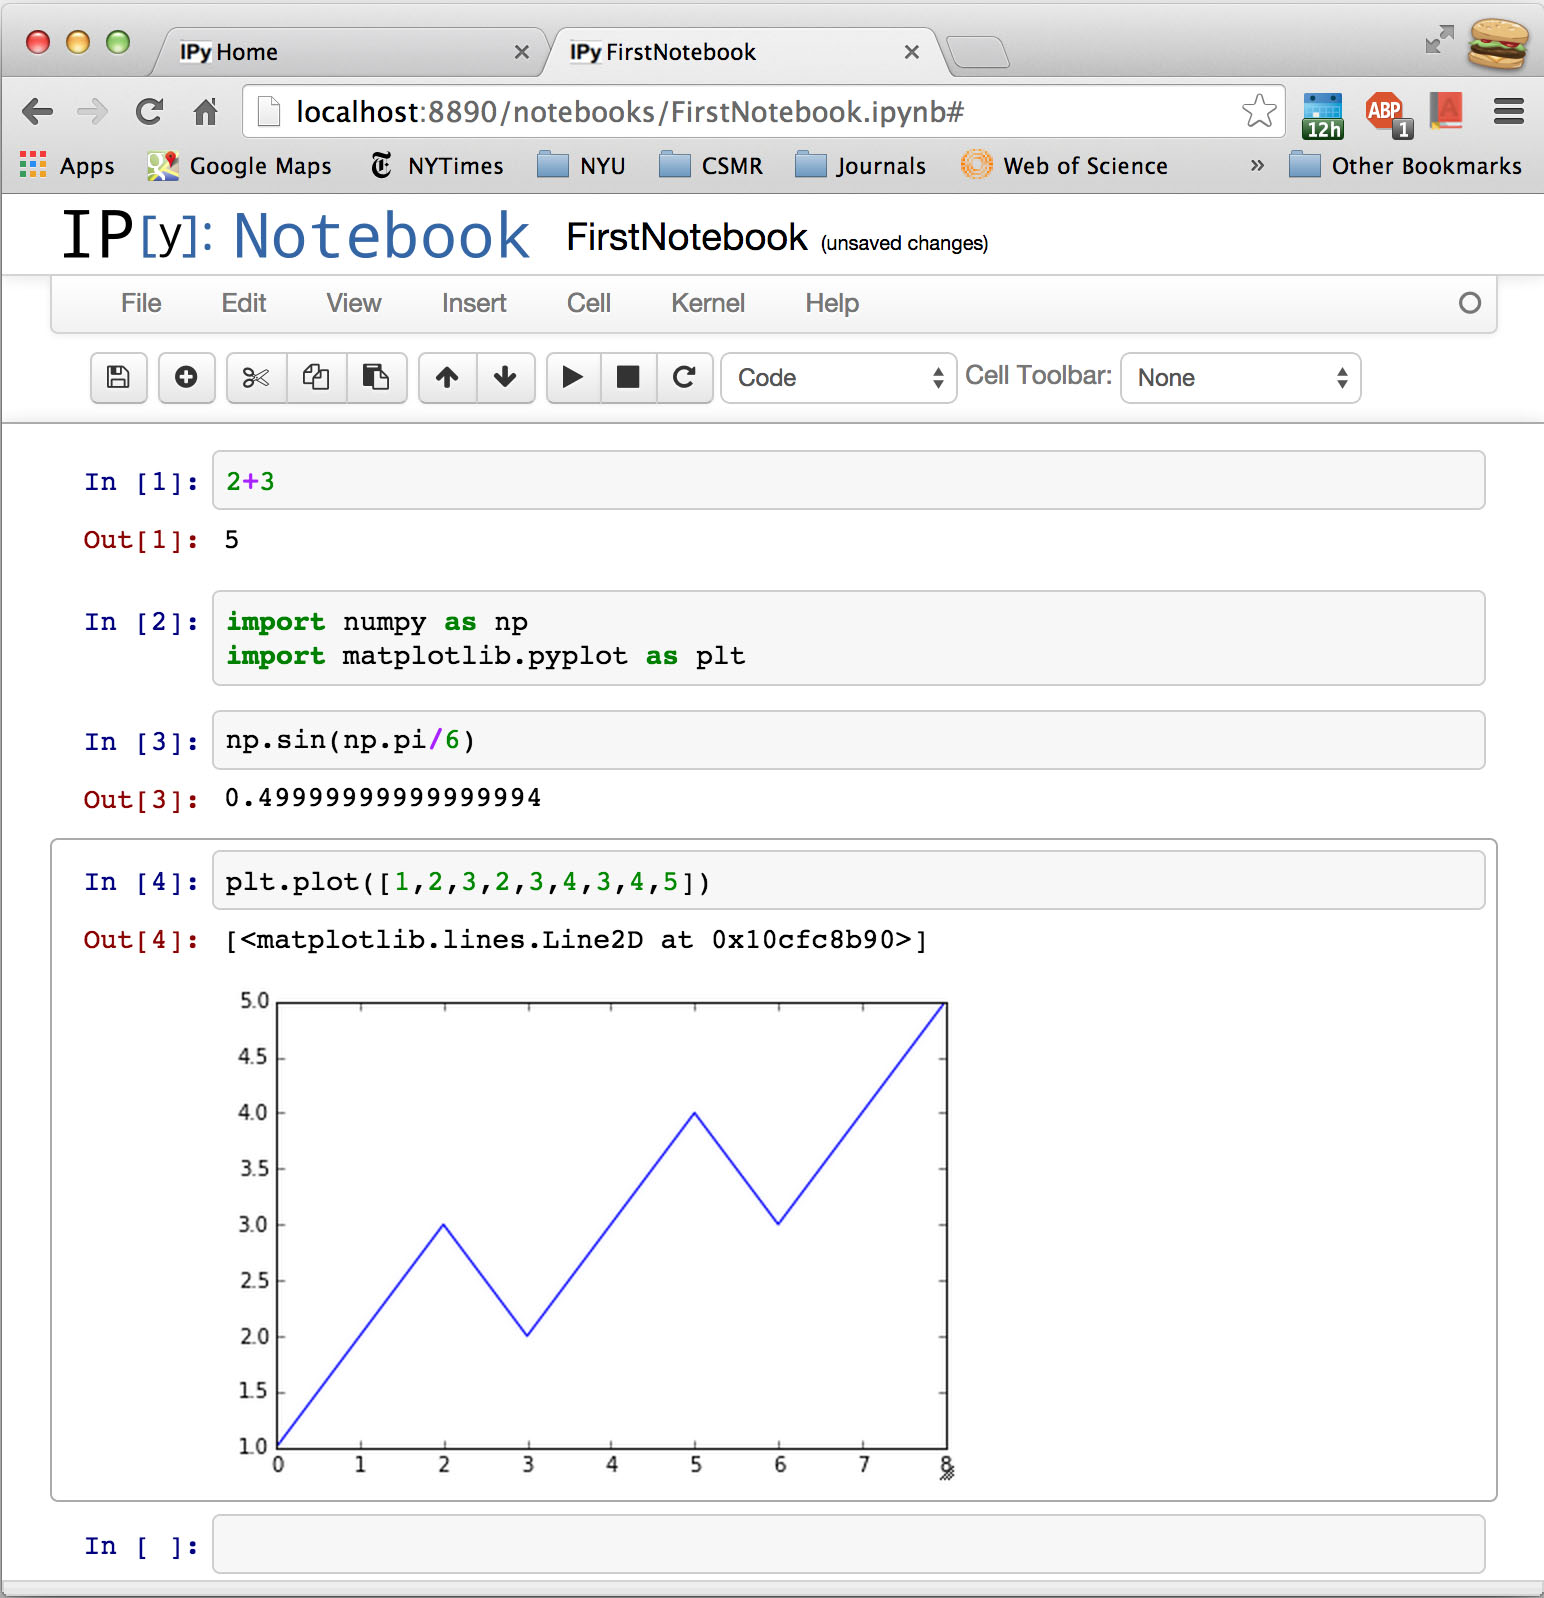 IPy Home
IPy FirstNotebook
localhost:8890/notebooks/FirstNotebook.ipynb#
12h
ABP 1
A
Apps Google Maps NYTimes NYU CSMR Journals Web of Science » Other Bookmarks
IP[y]: Notebook FirstNotebook (unsaved changes)
File Edit View Insert Cell Kernel Help
Code Cell Toolbar: None
In [1]: 2+3
Out[1]: 5
In [2]: import numpy as np
import matplotlib.pyplot as plt
In [3]: np.sin(np.pi/6)
Out[3]: 0.49999999999999994
In [4]: plt.plot([1,2,3,2,3,4,3,4,5])
Out[4]: [<matplotlib.lines.Line2D at 0x10cfc8b90>]
5.0
4.5
4.0
3.5
3.0
2.5
2.0
1.5
1.0
0 1 2 3 4 5 6 7 8
In [ ]: